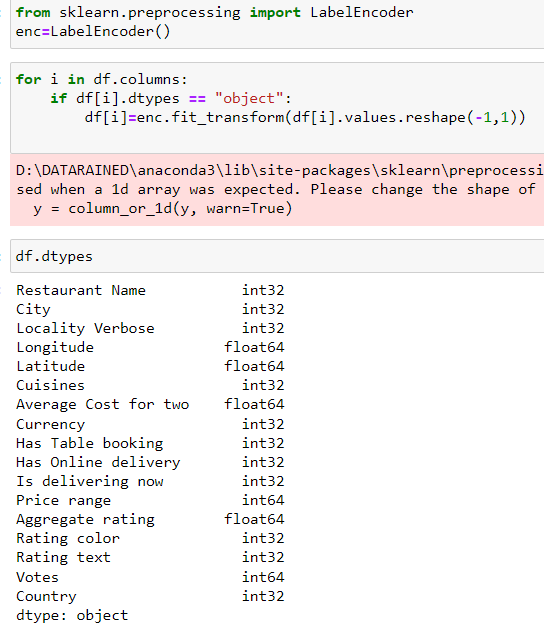 from sklearn.preprocessing import LabelEncoder
enc=LabelEncoder()
for i in df.columns:
    if df[i].dtypes == "object":
        df[i]=enc.fit_transform(df[i].values.reshape(-1,1))
D:\DATARAINED\anaconda3\lib\site-packages\sklearn\preprocessi
sed when a 1d array was expected. Please change the shape of
  y = column_or_1d(y, warn=True)
df.dtypes
Restaurant Name           int32
City                      int32
Locality Verbose          int32
Longitude               float64
Latitude                float64
Cuisines                  int32
Average Cost for two    float64
Currency                  int32
Has Table booking         int32
Has Online delivery       int32
Is delivering now         int32
Price range               int64
Aggregate rating        float64
Rating color              int32
Rating text               int32
Votes                     int64
Country                   int32
dtype: object